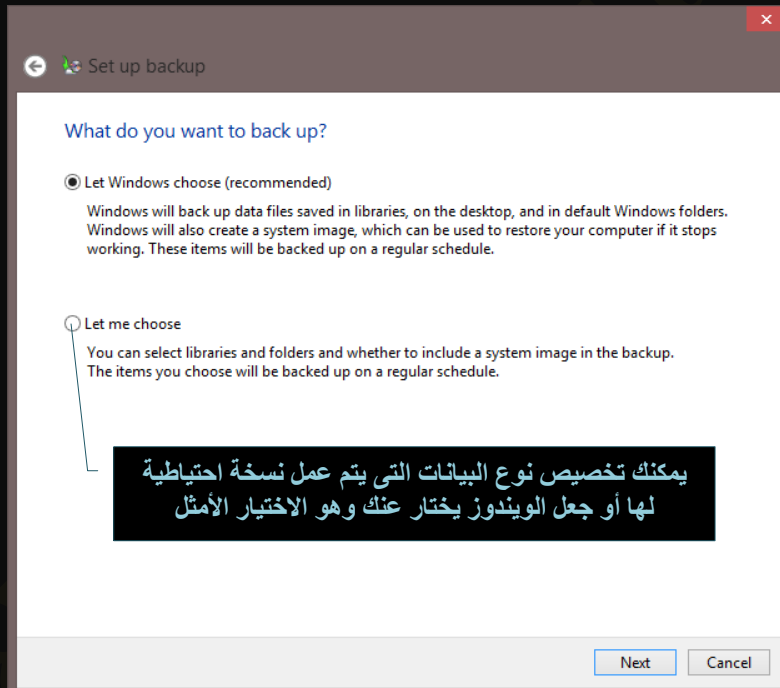 Set up backup
What do you want to back up?
Let Windows choose (recommended)
Windows will back up data files saved in libraries, on the desktop, and in default Windows folders.
Windows will also create a system image, which can be used to restore your computer if it stops
working. These items will be backed up on a regular schedule.
Let me choose
You can select libraries and folders and whether to include a system image in the backup.
The items you choose will be backed up on a regular schedule.
يمكنك تخصيص نوع البيانات التى يتم عمل نسخة احتياطية
لها أو جعل الويندوز يختار عنك وهو الاختيار الأمثل
Next Cancel